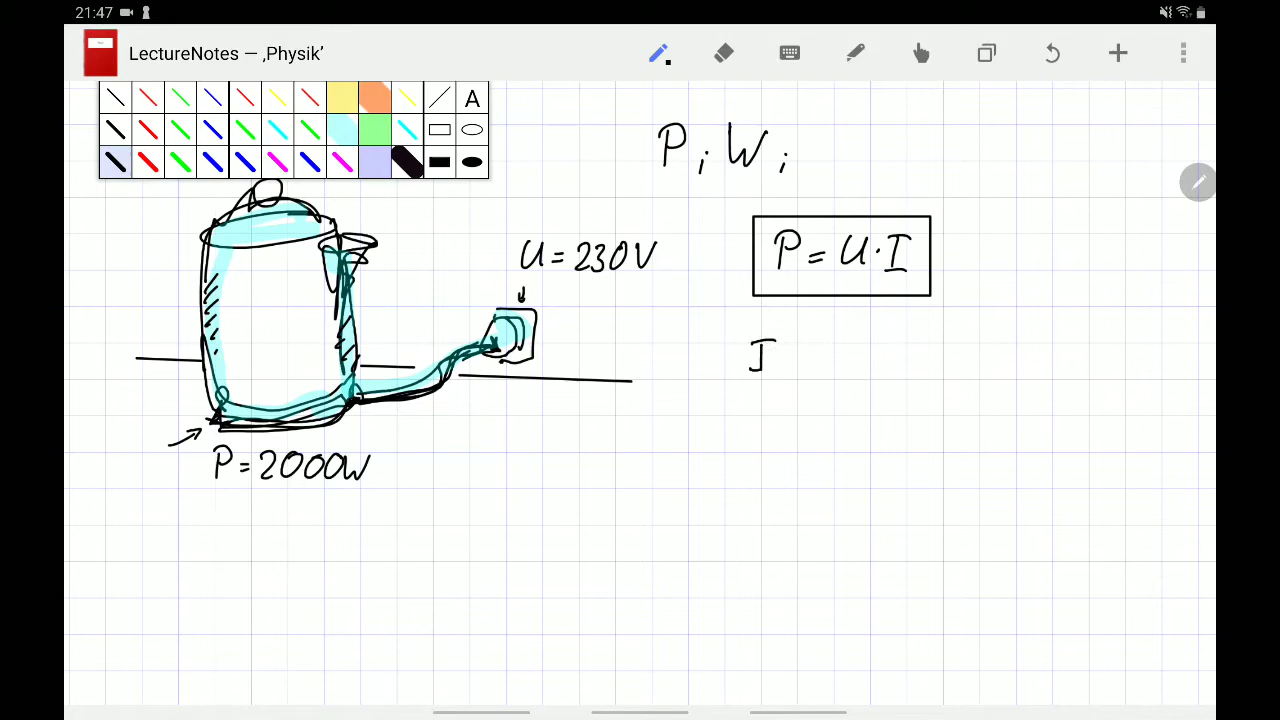 21:47
LectureNotes — ‚Physik‘
A
P; W;
U = 230V
P = U · I
I
P = 2000W